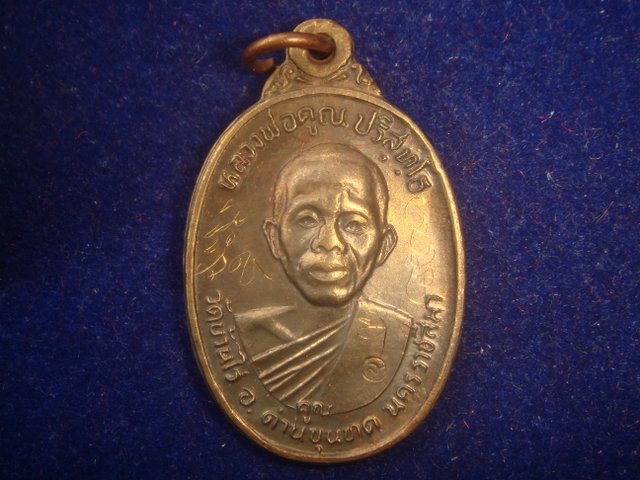 หลวงพ่อคูณ ปริสุทฺโธ
วัดบ้านไร่ อ. ด่านขุนทด นครราชสีมา
คูณ